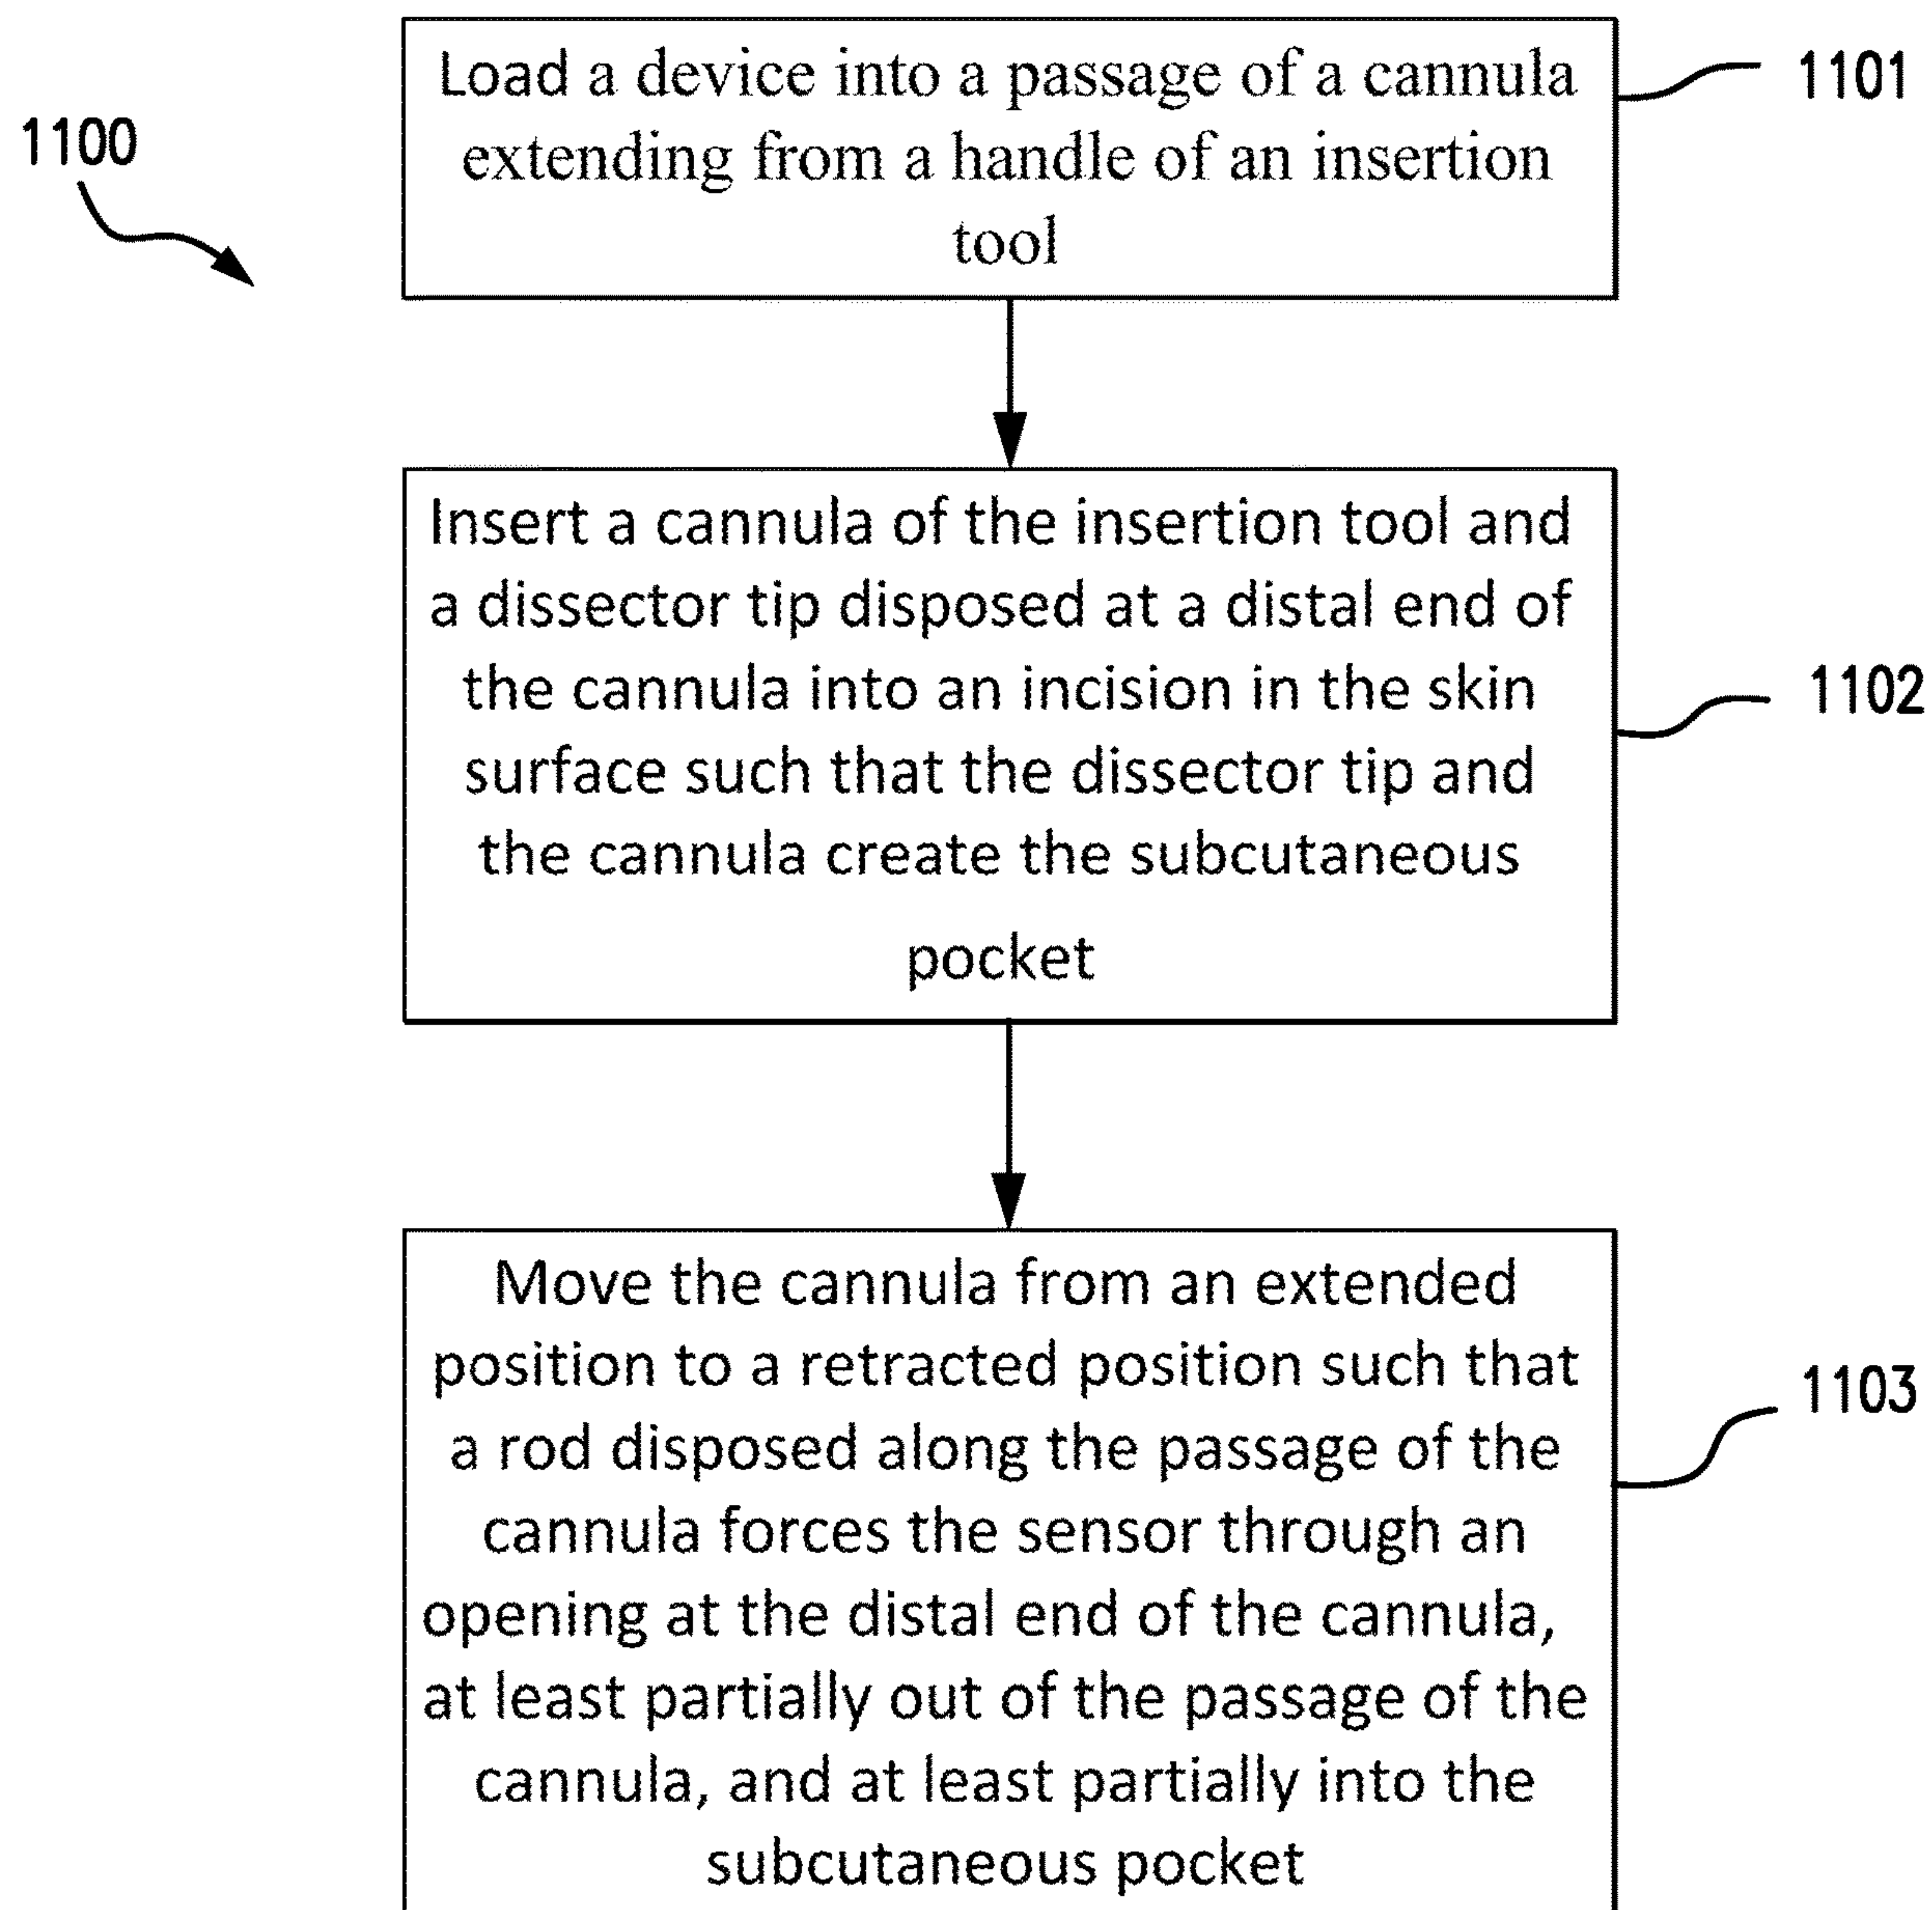 1100
Load a device into a passage of a cannula
extending from a handle of an insertion
tool
1101
Insert a cannula of the insertion tool and
a dissector tip disposed at a distal end of
the cannula into an incision in the skin
surface such that the dissector tip and
the cannula create the subcutaneous
pocket
1102
Move the cannula from an extended
position to a retracted position such that
a rod disposed along the passage of the
cannula forces the sensor through an
opening at the distal end of the cannula,
at least partially out of the passage of the
cannula, and at least partially into the
subcutaneous pocket
1103